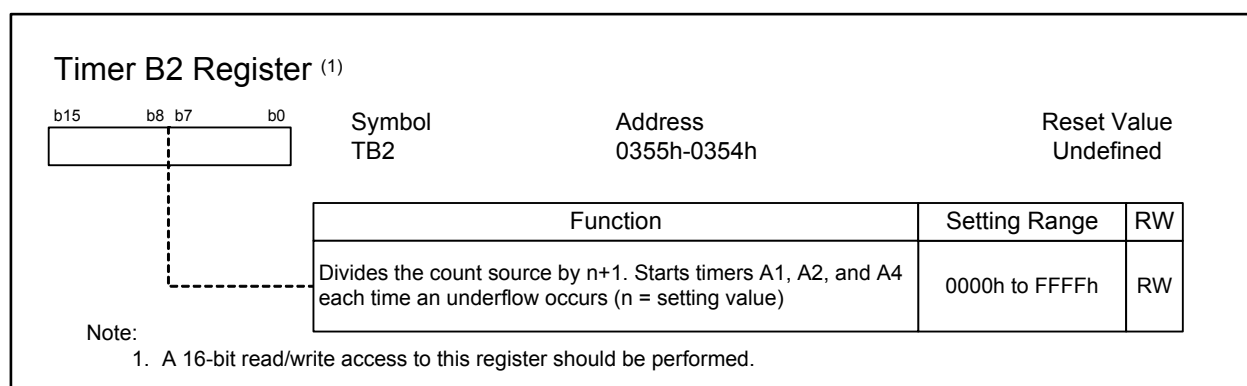 Timer B2 Register (1)
b15 b8 b7 b0
Symbol Address Reset Value
TB2 0355h-0354h Undefined
Function Setting Range RW
Divides the count source by n+1. Starts timers A1, A2, and A4
each time an underflow occurs (n = setting value)
0000h to FFFFh RW
Note:
1. A 16-bit read/write access to this register should be performed.